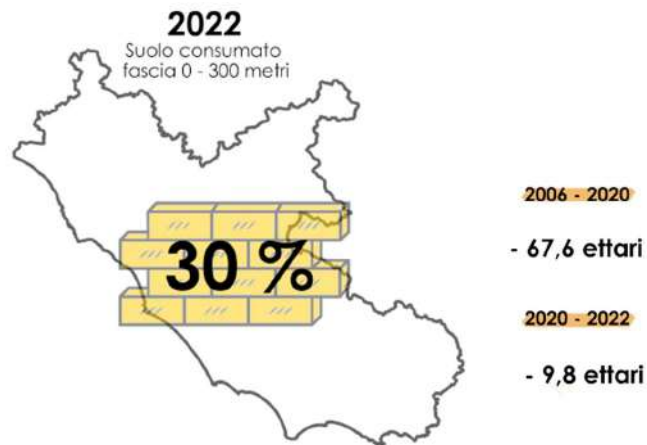 2022
Suolo consumato
fascia 0 - 300 metri
30 %
2006 - 2020
- 67,6 ettari
2020 - 2022
- 9,8 ettari